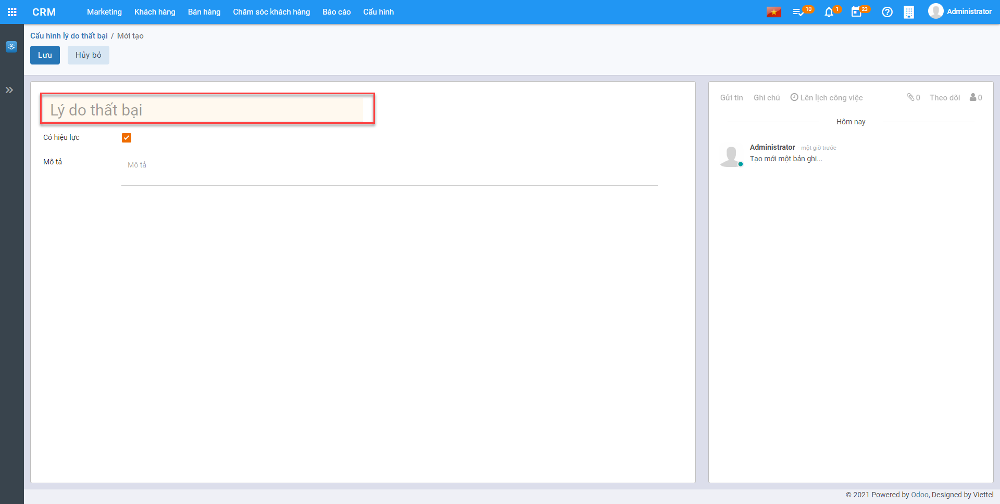 CRM Marketing Khách hàng Bán hàng Chăm sóc khách hàng Báo cáo Cấu hình 10 1 23 Administrator
Cấu hình lý do thất bại / Mới tạo
Lưu Hủy bỏ
Lý do thất bại
Có hiệu lực
Mô tả
Mô tả
Gửi tin Ghi chú Lên lịch công việc 0 Theo dõi 0
Hôm nay
Administrator - một giờ trước
Tạo mới một bản ghi...
© 2021 Powered by Odoo, Designed by Viettel